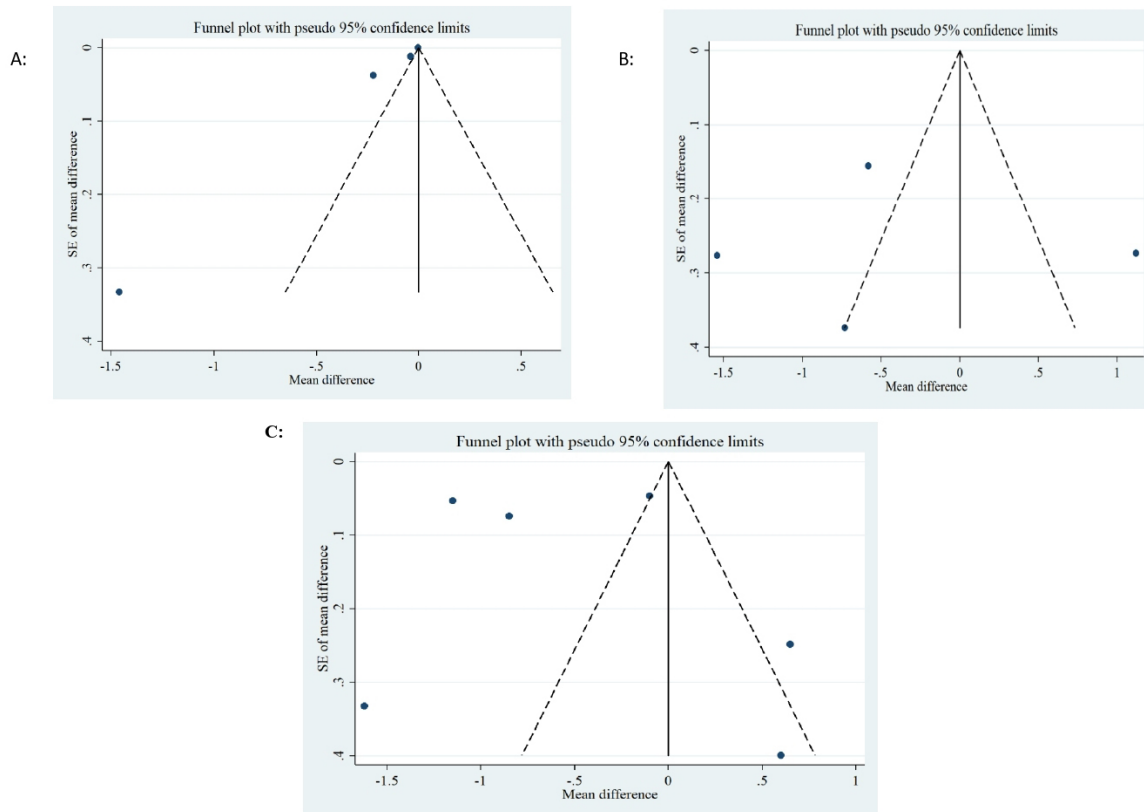 A:
Funnel plot with pseudo 95% confidence limits
SE of mean difference
0
.1
.2
.3
.4
-1.5 -1 -.5 0 .5
Mean difference
B:
Funnel plot with pseudo 95% confidence limits
SE of mean difference
0
.1
.2
.3
.4
-1.5 -1 -.5 0 .5 1
Mean difference
C:
Funnel plot with pseudo 95% confidence limits
SE of mean difference
0
.1
.2
.3
.4
-1.5 -1 -.5 0 .5 1
Mean difference